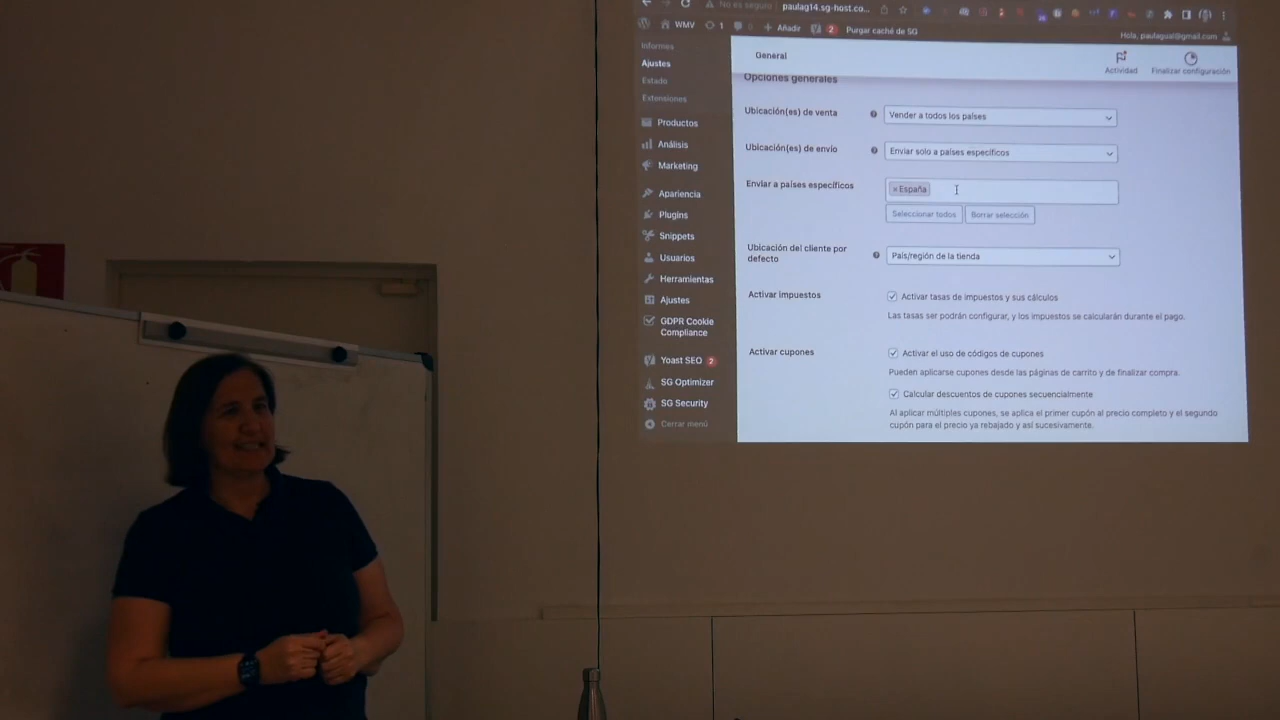 No es seguro
paulag14.sg-host.co...
WMV
1
0
Añadir
2
Purgar caché de SG
Hola, paulagual@gmail.com
Informes
Ajustes
Estado
Extensiones
Productos
Análisis
Marketing
Apariencia
Plugins
Snippets
Usuarios
Herramientas
Ajustes
GDPR Cookie
Compliance
Yoast SEO 2
SG Optimizer
SG Security
Cerrar menú
General
Actividad
Finalizar configuración
Opciones generales
Ubicación(es) de venta
Vender a todos los países
Ubicación(es) de envío
Enviar solo a países específicos
Enviar a países específicos
× España
Seleccionar todos
Borrar selección
Ubicación del cliente por
defecto
País/región de la tienda
Activar impuestos
Activar tasas de impuestos y sus cálculos
Las tasas ser podrán configurar, y los impuestos se calcularán durante el pago.
Activar cupones
Activar el uso de códigos de cupones
Pueden aplicarse cupones desde las páginas de carrito y de finalizar compra.
Calcular descuentos de cupones secuencialmente
Al aplicar múltiples cupones, se aplica el primer cupón al precio completo y el segundo
cupón para el precio ya rebajado y así sucesivamente.